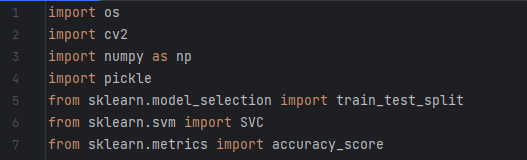 1 import os
2 import cv2
3 import numpy as np
4 import pickle
5 from sklearn.model_selection import train_test_split
6 from sklearn.svm import SVC
7 from sklearn.metrics import accuracy_score